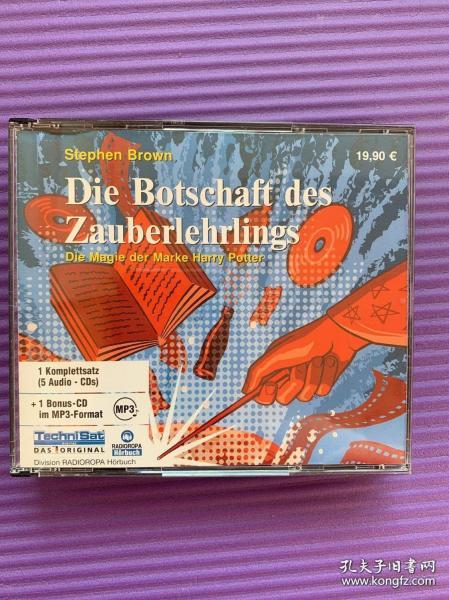 Stephen Brown
19,90 €
Die Botschaft des
Zauberlehrlings
Die Magie der Marke Harry Potter
1 Komplettsatz
(5 Audio - CDs)
+ 1 Bonus-CD
im MP3-Format
MP3
TechniSat
DIGITAL
DAS ORIGINAL
RADIOROPA
Hörbuch
Division RADIOROPA Hörbuch
孔夫子旧书网
www.kongfz.com